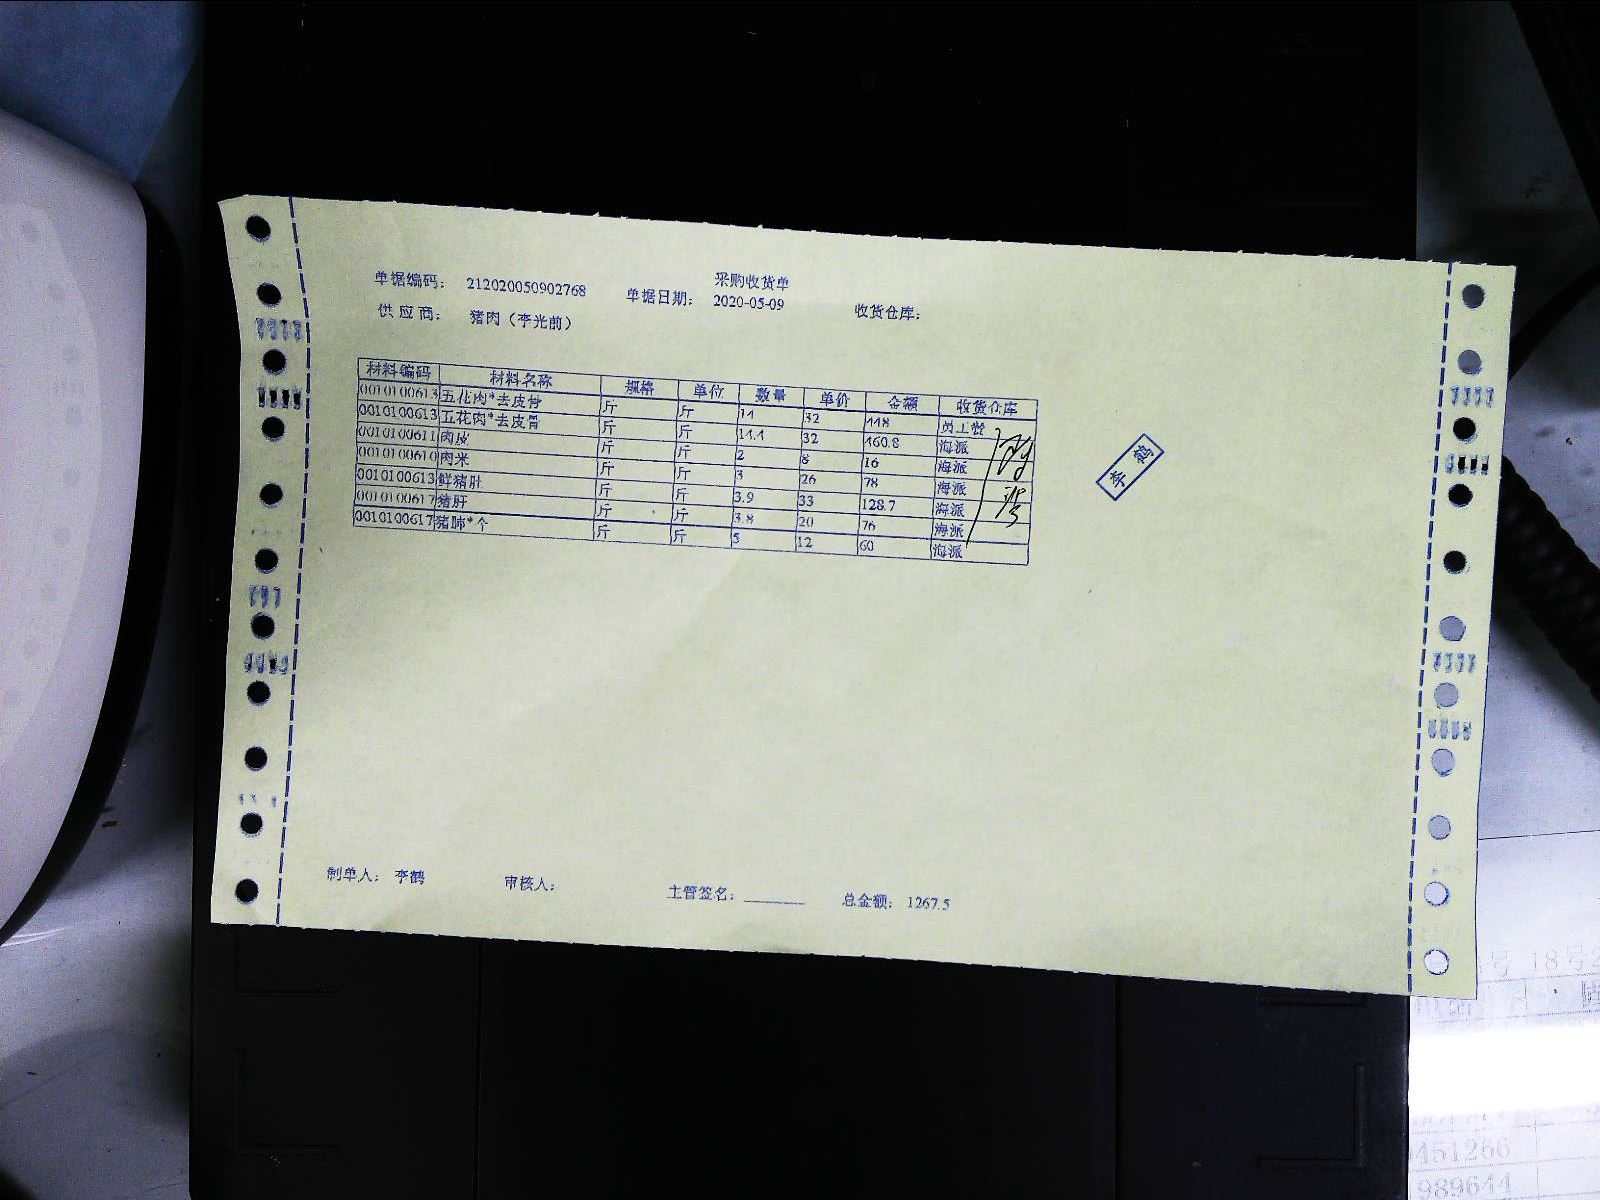 采购收货单
单据编码： 212020050902768 单据日期： 2020-05-09 收货仓库：
供 应 商： 猪肉（李光前）
材料编码 材料名称 规格 单位 数量 单价 金额 收货仓库
0010100613 五花肉*去皮骨 斤 斤 14 32 448 员工餐
0010100613 五花肉*去皮骨 斤 斤 14.4 32 460.8 海派
0010100611 肉皮 斤 斤 2 8 16 海派
0010100610 肉米 斤 斤 3 26 78 海派
0010100613 鲜猪肚 斤 斤 3.9 33 128.7 海派
0010100617 猪肝 斤 斤 3.8 20 76 海派
0010100617 猪肺*个 斤 斤 5 12 60 海派
李鹤
制单人： 李鹤 审核人： 主管签名： 总金额： 1267.5
号 18号
451266
989644